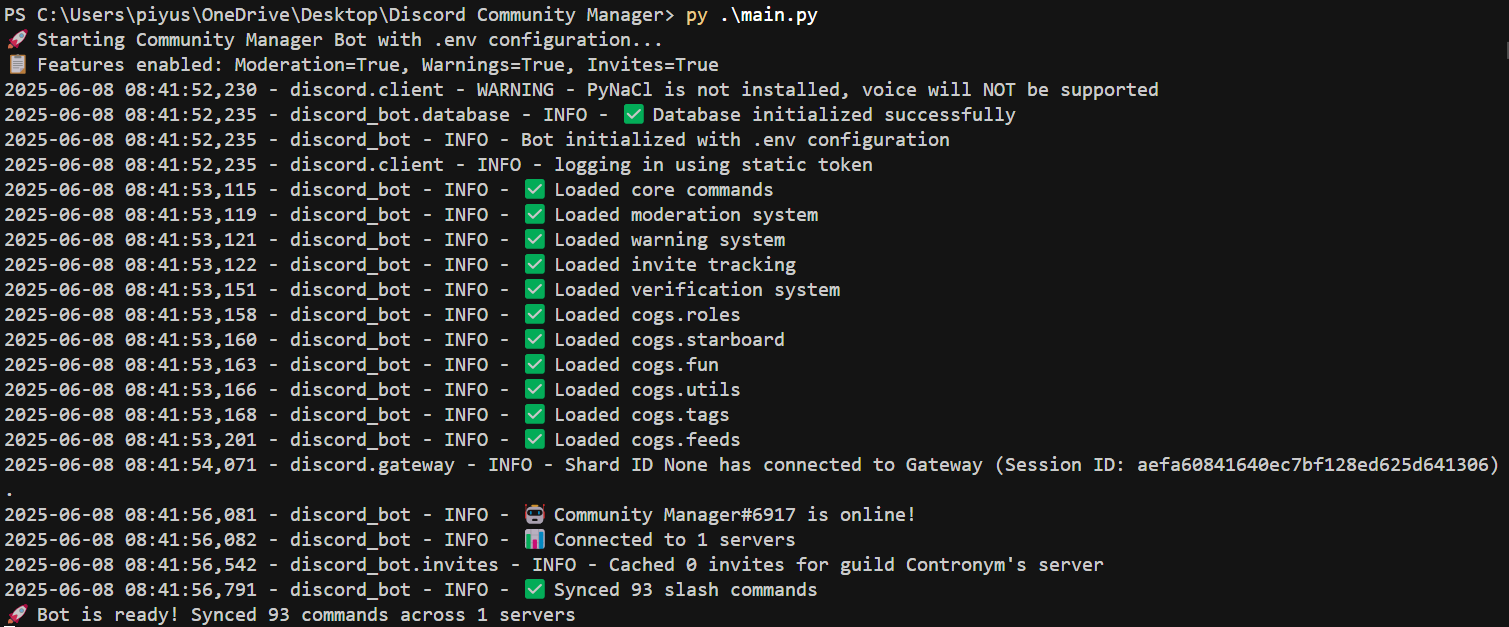 PS C:\Users\piyus\OneDrive\Desktop\Discord Community Manager> py .\main.py
🚀 Starting Community Manager Bot with .env configuration...
📋 Features enabled: Moderation=True, Warnings=True, Invites=True
2025-06-08 08:41:52,230 - discord.client - WARNING - PyNaCl is not installed, voice will NOT be supported
2025-06-08 08:41:52,235 - discord_bot.database - INFO - ✅ Database initialized successfully
2025-06-08 08:41:52,235 - discord_bot - INFO - Bot initialized with .env configuration
2025-06-08 08:41:52,235 - discord.client - INFO - logging in using static token
2025-06-08 08:41:53,115 - discord_bot - INFO - ✅ Loaded core commands
2025-06-08 08:41:53,119 - discord_bot - INFO - ✅ Loaded moderation system
2025-06-08 08:41:53,121 - discord_bot - INFO - ✅ Loaded warning system
2025-06-08 08:41:53,122 - discord_bot - INFO - ✅ Loaded invite tracking
2025-06-08 08:41:53,151 - discord_bot - INFO - ✅ Loaded verification system
2025-06-08 08:41:53,158 - discord_bot - INFO - ✅ Loaded cogs.roles
2025-06-08 08:41:53,160 - discord_bot - INFO - ✅ Loaded cogs.starboard
2025-06-08 08:41:53,163 - discord_bot - INFO - ✅ Loaded cogs.fun
2025-06-08 08:41:53,166 - discord_bot - INFO - ✅ Loaded cogs.utils
2025-06-08 08:41:53,168 - discord_bot - INFO - ✅ Loaded cogs.tags
2025-06-08 08:41:53,201 - discord_bot - INFO - ✅ Loaded cogs.feeds
2025-06-08 08:41:54,071 - discord.gateway - INFO - Shard ID None has connected to Gateway (Session ID: aefa60841640ec7bf128ed625d641306)
.
2025-06-08 08:41:56,081 - discord_bot - INFO - 🤖 Community Manager#6917 is online!
2025-06-08 08:41:56,082 - discord_bot - INFO - 📊 Connected to 1 servers
2025-06-08 08:41:56,542 - discord_bot.invites - INFO - Cached 0 invites for guild Contronym's server
2025-06-08 08:41:56,791 - discord_bot - INFO - ✅ Synced 93 slash commands
🚀 Bot is ready! Synced 93 commands across 1 servers